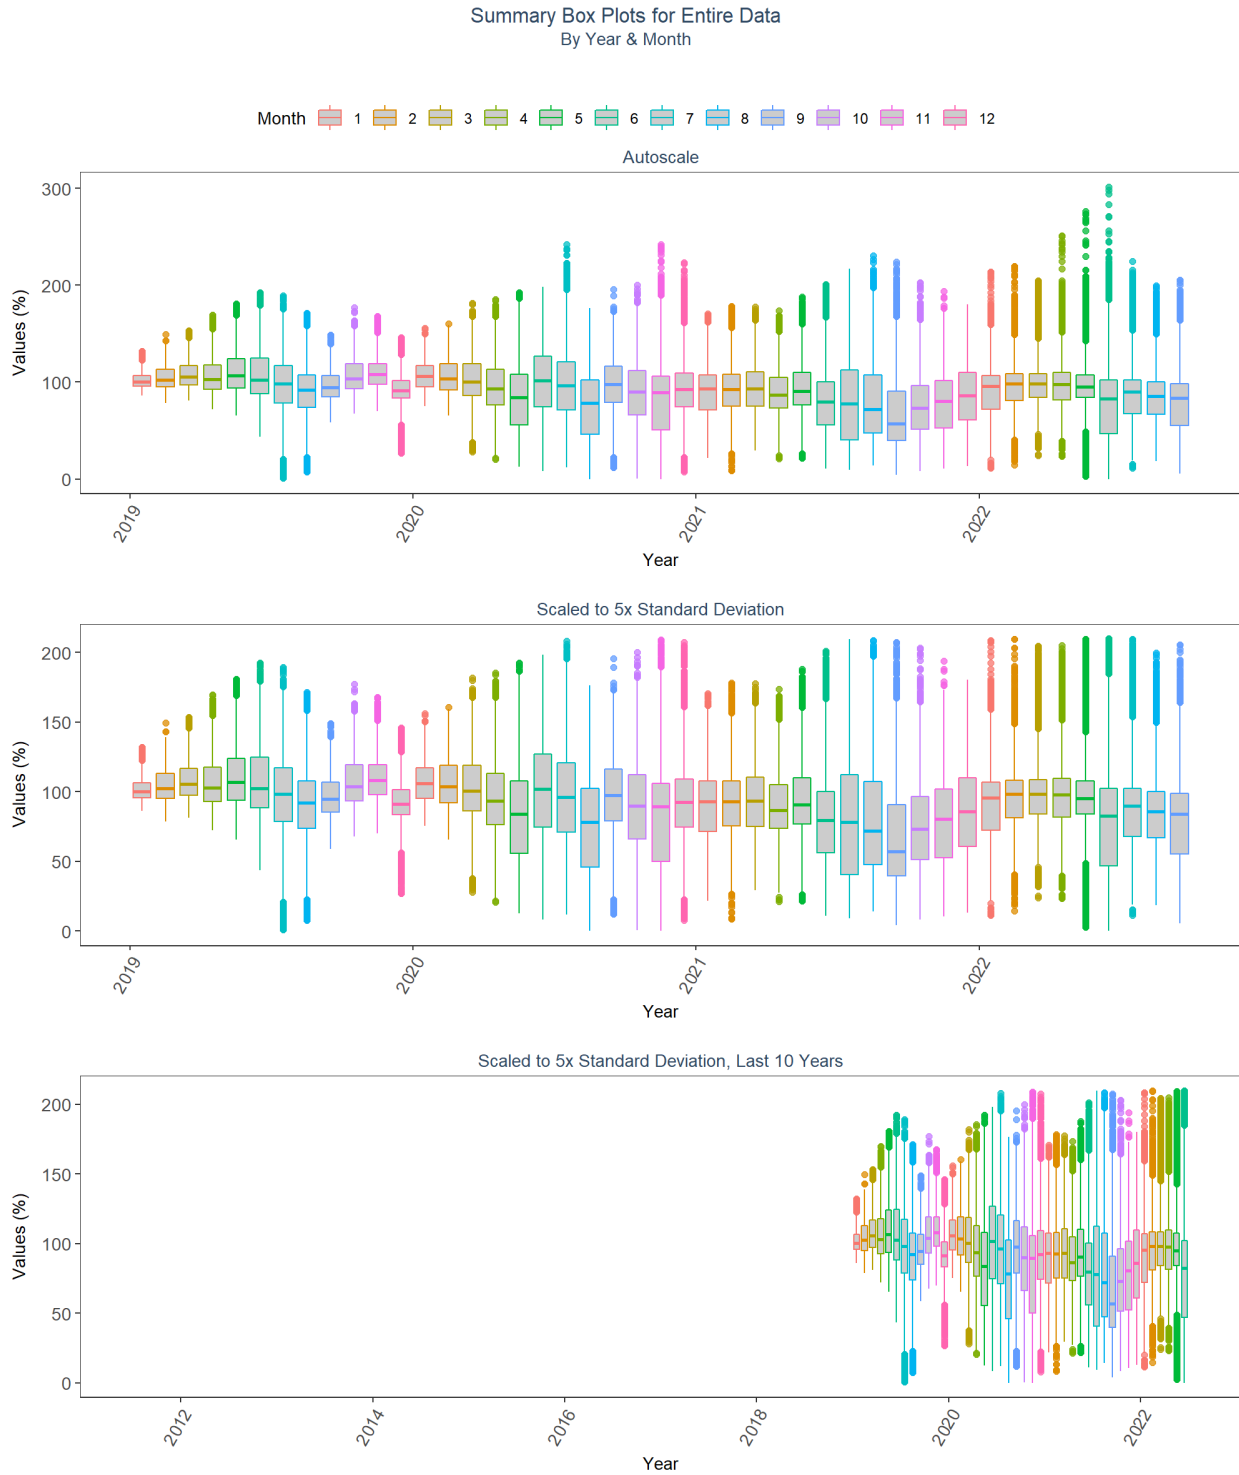 Summary Box Plots for Entire Data
By Year & Month
Month 1 2 3 4 5 6 7 8 9 10 11 12
Autoscale
Values (%)
300
200
100
0
2019 2020 2021 2022
Year
Scaled to 5x Standard Deviation
Values (%)
200
150
100
50
0
2019 2020 2021 2022
Year
Scaled to 5x Standard Deviation, Last 10 Years
Values (%)
200
150
100
50
0
2012 2014 2016 2018 2020 2022
Year